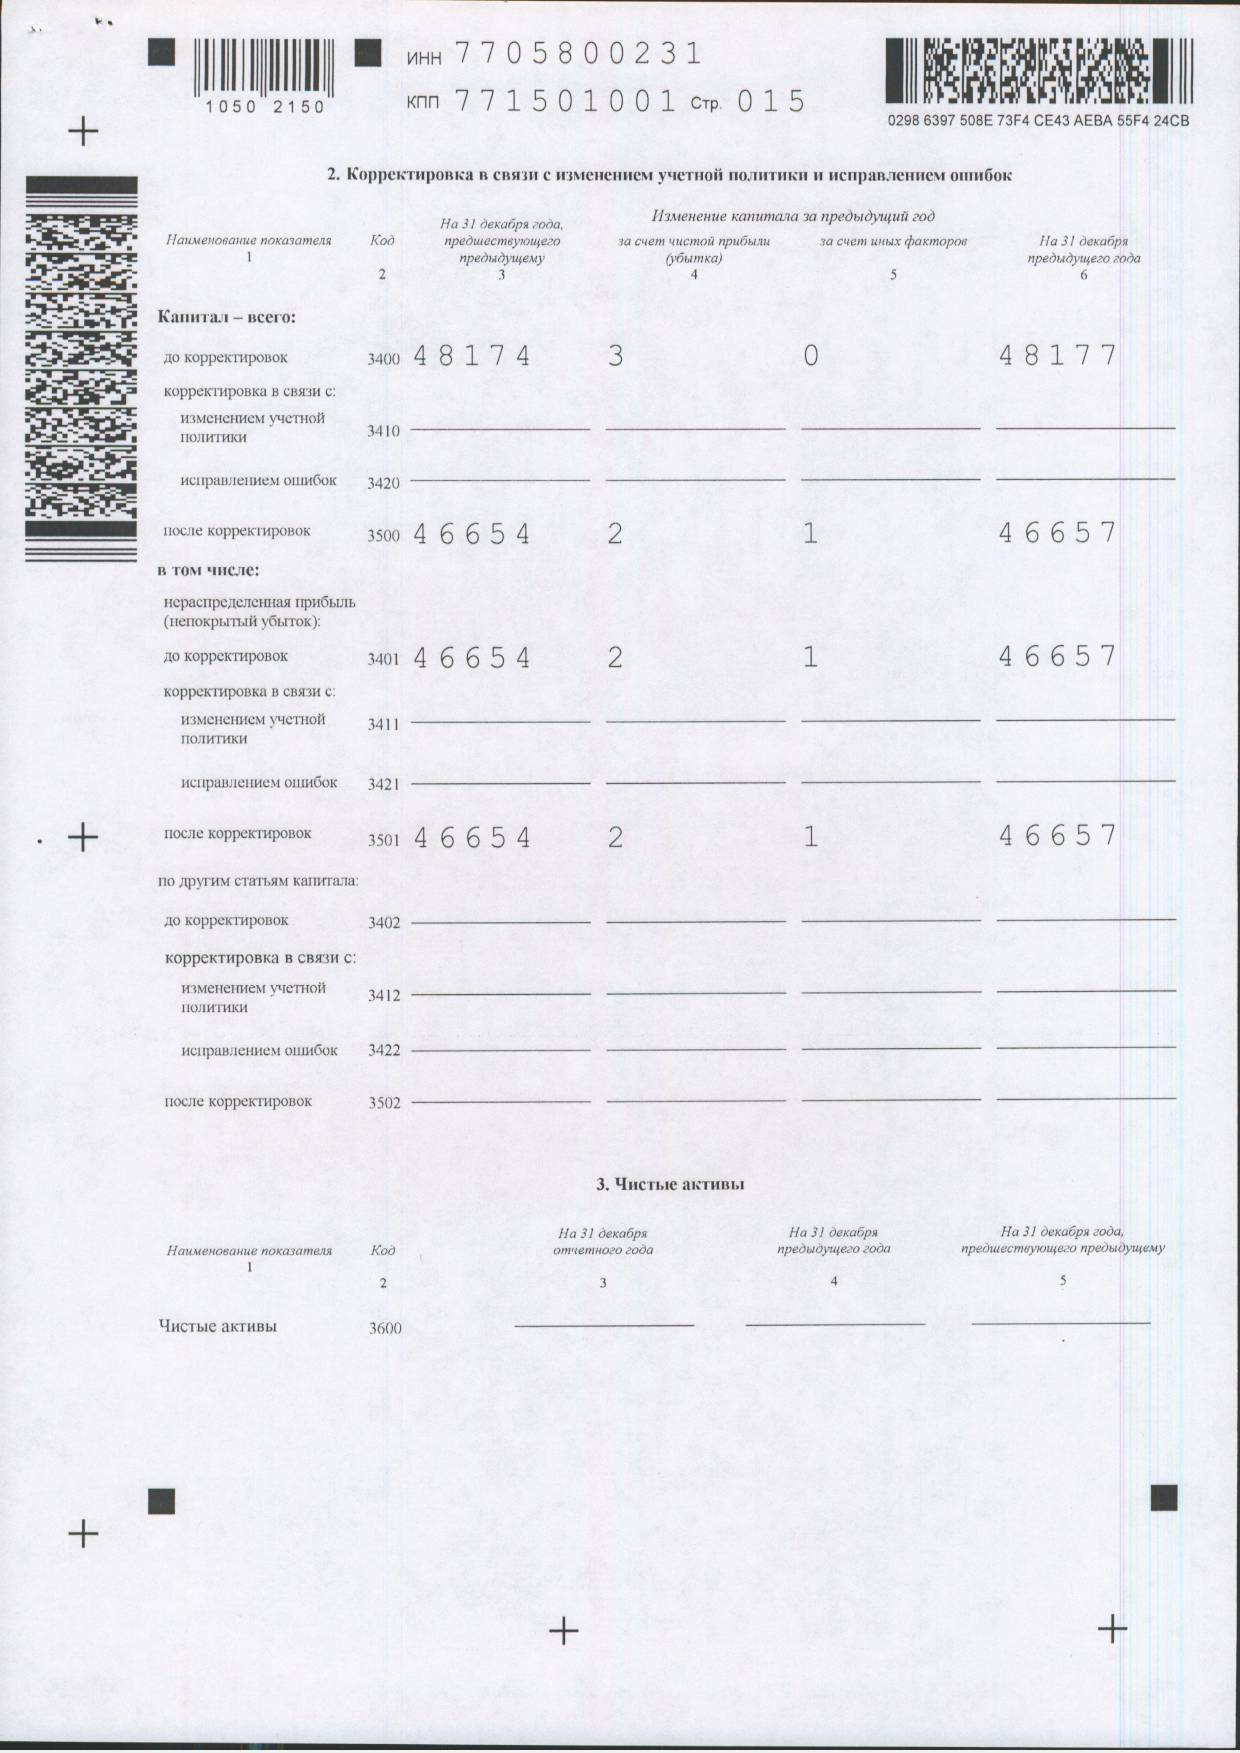 ИНН 7705800231
1050 2150
КПП 771501001 Стр. 015
0298 6397 508E 73F4 CE43 AEBA 55F4 24CB
2. Корректировка в связи с изменением учетной политики и исправлением ошибок
Наименование показателя
1
Код
2
На 31 декабря года,
предшествующего
предыдущему
3
Изменение капитала за предыдущий год
за счет чистой прибыли
(убытка)
4
за счет иных факторов
5
На 31 декабря
предыдущего года
6
Капитал – всего:
до корректировок 3400 48174 3 0 48177
корректировка в связи с:
изменением учетной
политики 3410
исправлением ошибок 3420
после корректировок 3500 46654 2 1 46657
в том числе:
нераспределенная прибыль
(непокрытый убыток):
до корректировок 3401 46654 2 1 46657
корректировка в связи с:
изменением учетной
политики 3411
исправлением ошибок 3421
после корректировок 3501 46654 2 1 46657
по другим статьям капитала:
до корректировок 3402
корректировка в связи с:
изменением учетной
политики 3412
исправлением ошибок 3422
после корректировок 3502
3. Чистые активы
Наименование показателя
1
Код
2
На 31 декабря
отчетного года
3
На 31 декабря
предыдущего года
4
На 31 декабря года,
предшествующего предыдущему
5
Чистые активы 3600